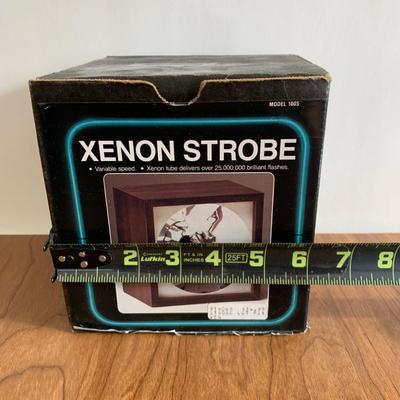 MODEL 1005
XENON STROBE
• Variable speed. • Xenon tube delivers over 25,000,000 brilliant flashes.
2 3 4 5 6 7 8
Lufkin FT & IN INCHES 25FT